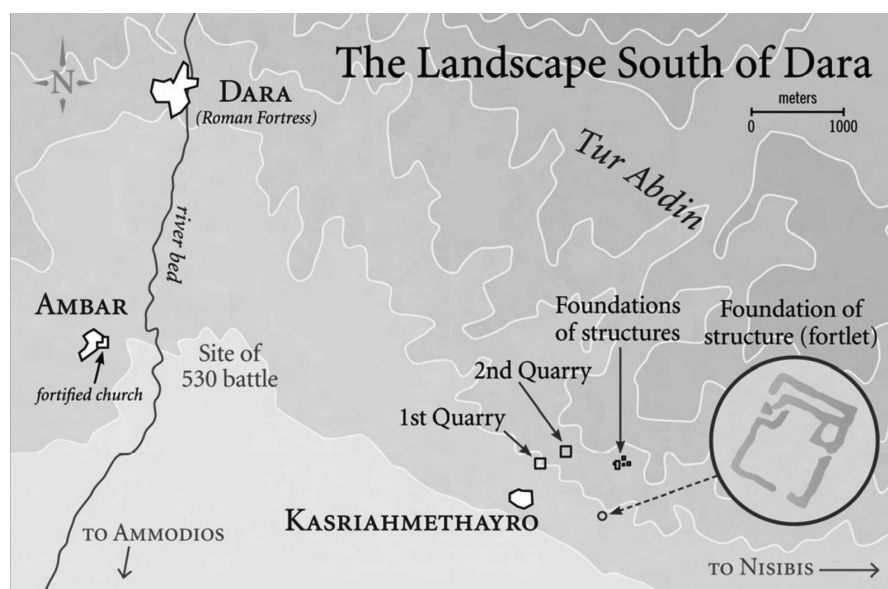 The Landscape South of Dara
N
DARA
(Roman Fortress)
meters
0 1000
Tur Abdin
river bed
AMBAR
fortified church
Site of
530 battle
Foundations
of structures
Foundation of
structure (fortlet)
2nd Quarry
1st Quarry
KASRIAHMETHAYRO
TO AMMODIOS
TO NISIBIS